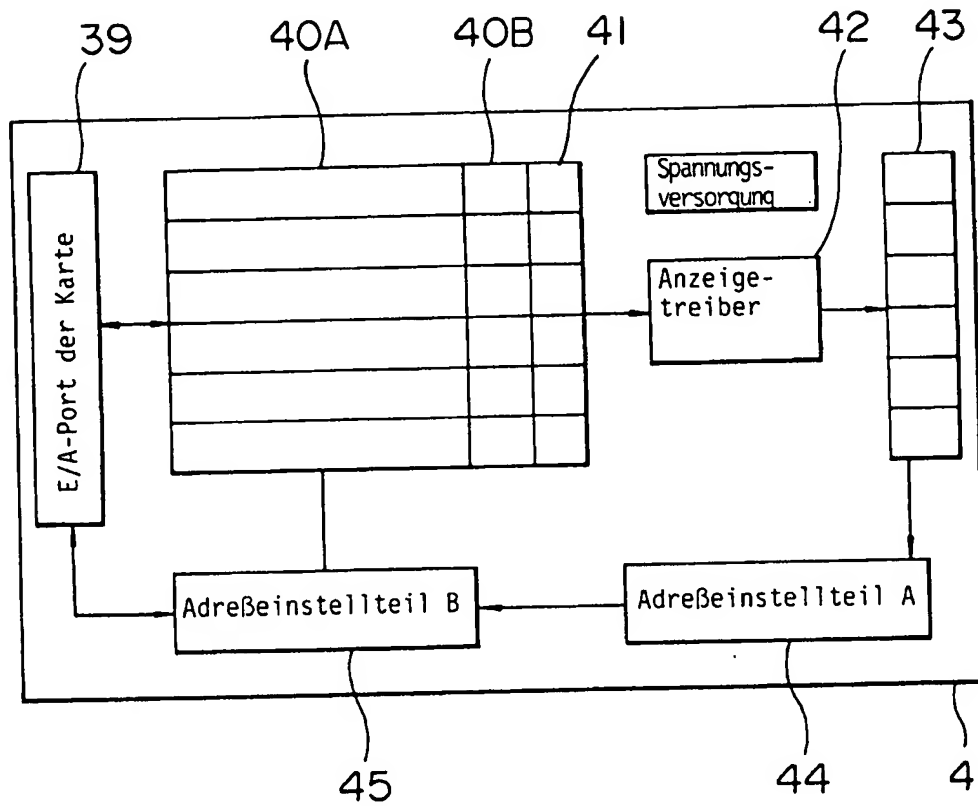 39
40A
40B
41
42
43
E/A-Port der Karte
Spannungs-
versorgung
Anzeige-
treiber
Adreßeinstellteil B
Adreßeinstellteil A
45
44
4